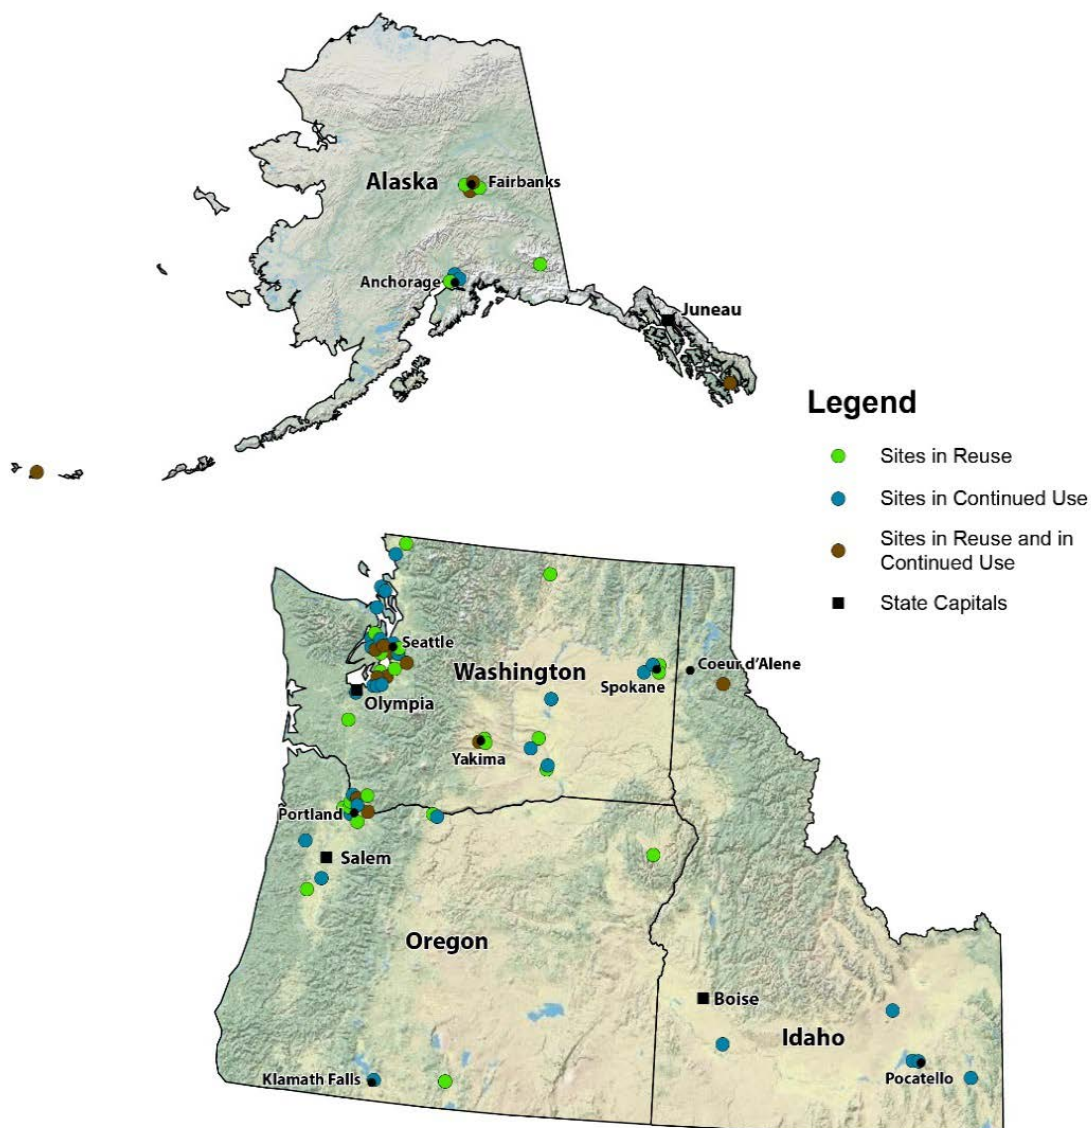 Alaska
Fairbanks
Anchorage
Juneau
Legend
Sites in Reuse
Sites in Continued Use
Sites in Reuse and in
Continued Use
State Capitals
Seattle
Washington
Coeur d'Alene
Spokane
Olympia
Yakima
Portland
Salem
Oregon
Boise
Idaho
Klamath Falls
Pocatello